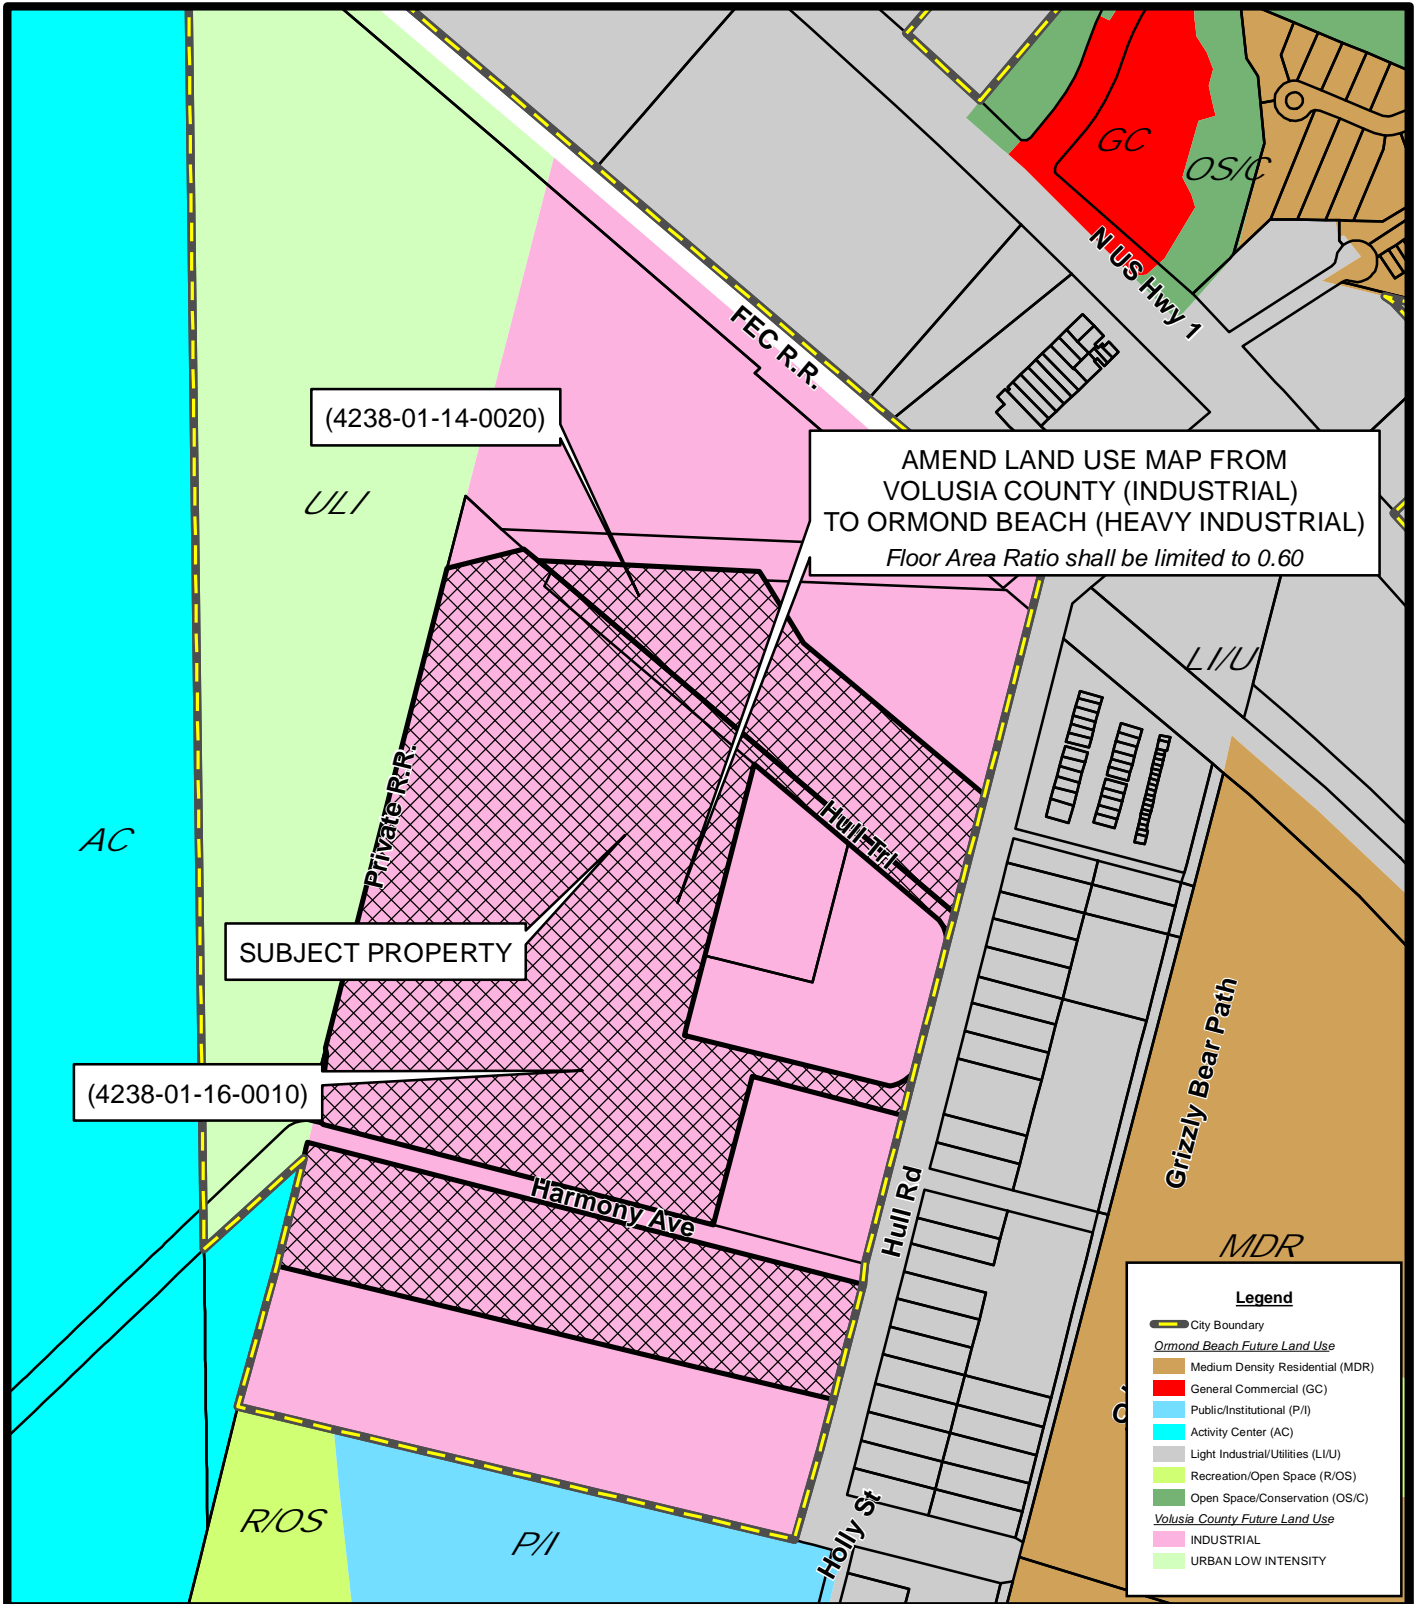 GC
OS/C
N US Hwy 1
FEC R.R.
(4238-01-14-0020)
AMEND LAND USE MAP FROM
VOLUSIA COUNTY (INDUSTRIAL)
TO ORMOND BEACH (HEAVY INDUSTRIAL)
Floor Area Ratio shall be limited to 0.60
ULI
LI/U
Private R.R.
Hull Trl
AC
SUBJECT PROPERTY
(4238-01-16-0010)
Grizzly Bear Path
Harmony Ave
Hull Rd
MDR
Legend
City Boundary
Ormond Beach Future Land Use
Medium Density Residential (MDR)
General Commercial (GC)
Public/Institutional (P/I)
Activity Center (AC)
Light Industrial/Utilities (LI/U)
Recreation/Open Space (R/OS)
Open Space/Conservation (OS/C)
Volusia County Future Land Use
INDUSTRIAL
URBAN LOW INTENSITY
R/OS
P/I
Holly St